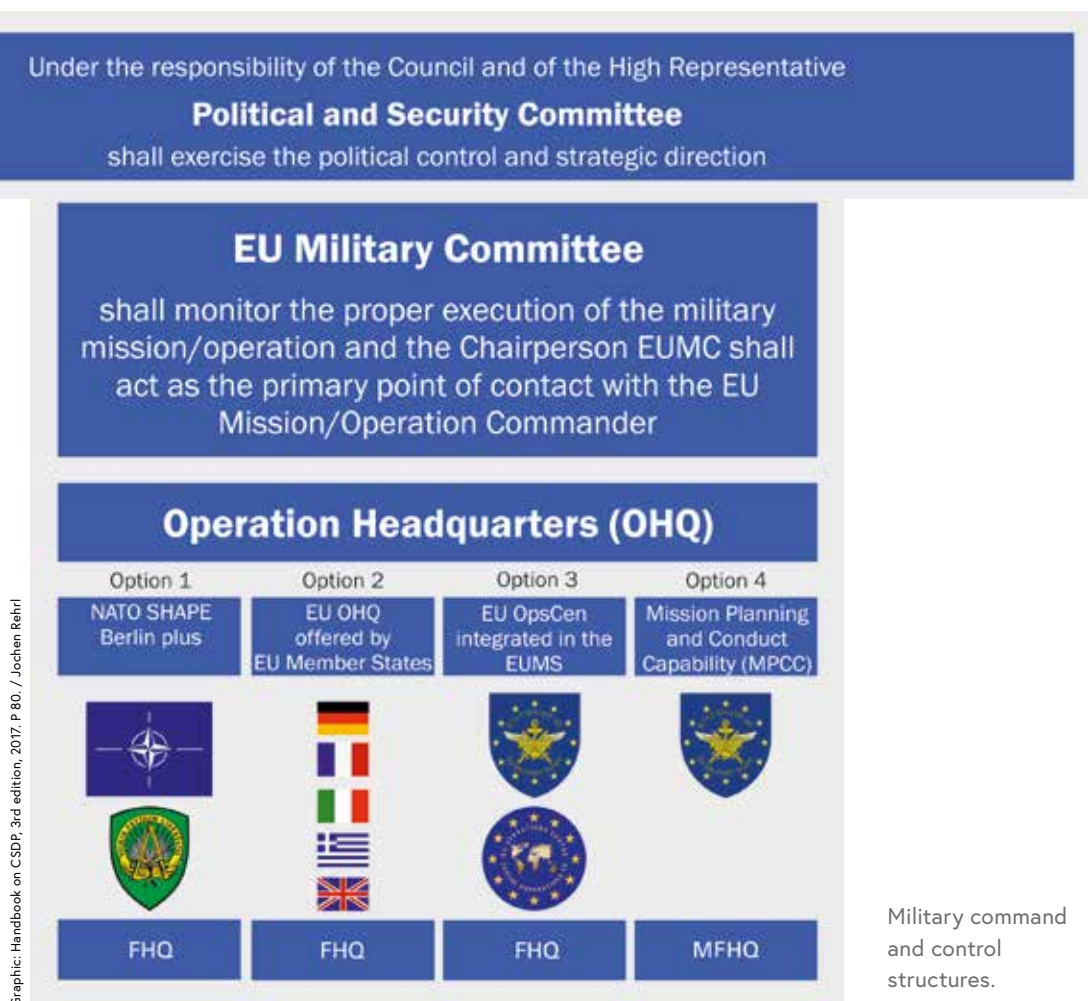 Under the responsibility of the Council and of the High Representative
Political and Security Committee
shall exercise the political control and strategic direction
EU Military Committee
shall monitor the proper execution of the military
mission/operation and the Chairperson EUMC shall
act as the primary point of contact with the EU
Mission/Operation Commander
Operation Headquarters (OHQ)
Option 1
NATO SHAPE
Berlin plus
FHQ
Option 2
EU OHQ
offered by
EU Member States
FHQ
Option 3
EU OpsCen
integrated in the
EUMS
FHQ
Option 4
Mission Planning
and Conduct
Capability (MPCC)
MFHQ
Graphic: Handbook on CSDP, 3rd edition, 2017. P 80. / Jochen Rehrl
Military command
and control
structures.